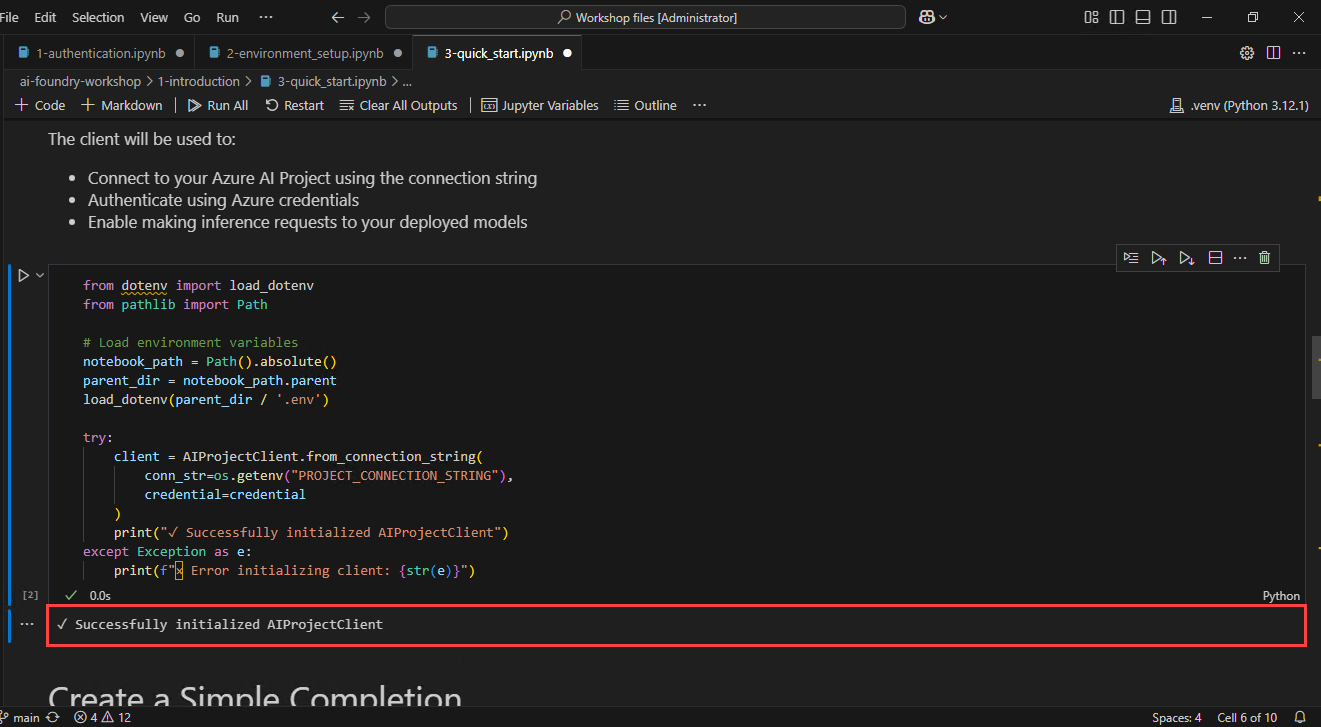 File Edit Selection View Go Run ···
Workshop files [Administrator]
1-authentication.ipynb
2-environment_setup.ipynb
3-quick_start.ipynb
ai-foundry-workshop > 1-introduction > 3-quick_start.ipynb > ...
+ Code + Markdown Run All Restart Clear All Outputs Jupyter Variables Outline ···
.venv (Python 3.12.1)
The client will be used to:
• Connect to your Azure AI Project using the connection string
• Authenticate using Azure credentials
• Enable making inference requests to your deployed models
from dotenv import load_dotenv
from pathlib import Path
# Load environment variables
notebook_path = Path().absolute()
parent_dir = notebook_path.parent
load_dotenv(parent_dir / '.env')
try:
client = AIProjectClient.from_connection_string(
conn_str=os.getenv("PROJECT_CONNECTION_STRING"),
credential=credential
)
print("✓ Successfully initialized AIProjectClient")
except Exception as e:
print(f"× Error initializing client: {str(e)}")
[2]
0.0s
Python
✓ Successfully initialized AIProjectClient
Create a Simple Completion
main
4
12
Spaces: 4
Cell 6 of 10